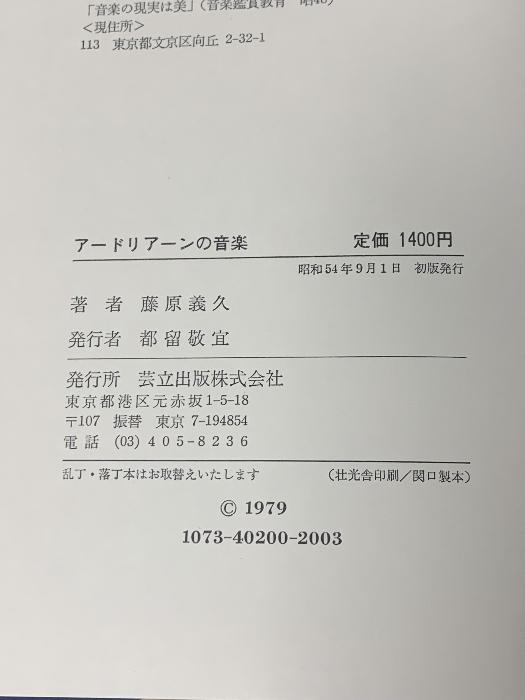 「音楽の現実は美」(音楽鑑賞教育 昭48)
<現住所>
113 東京都文京区向丘 2-32-1
アードリアーンの音楽 定価 1400円
昭和54年9月1日 初版発行
著者 藤原義久
発行者 都留敬宜
発行所 芸立出版株式会社
東京都港区元赤坂1-5-18
〒107 振替 東京 7-194854
電話 (03) 405-8236
乱丁・落丁本はお取替えいたします (壮光舎印刷/関口製本)
© 1979
1073-40200-2003